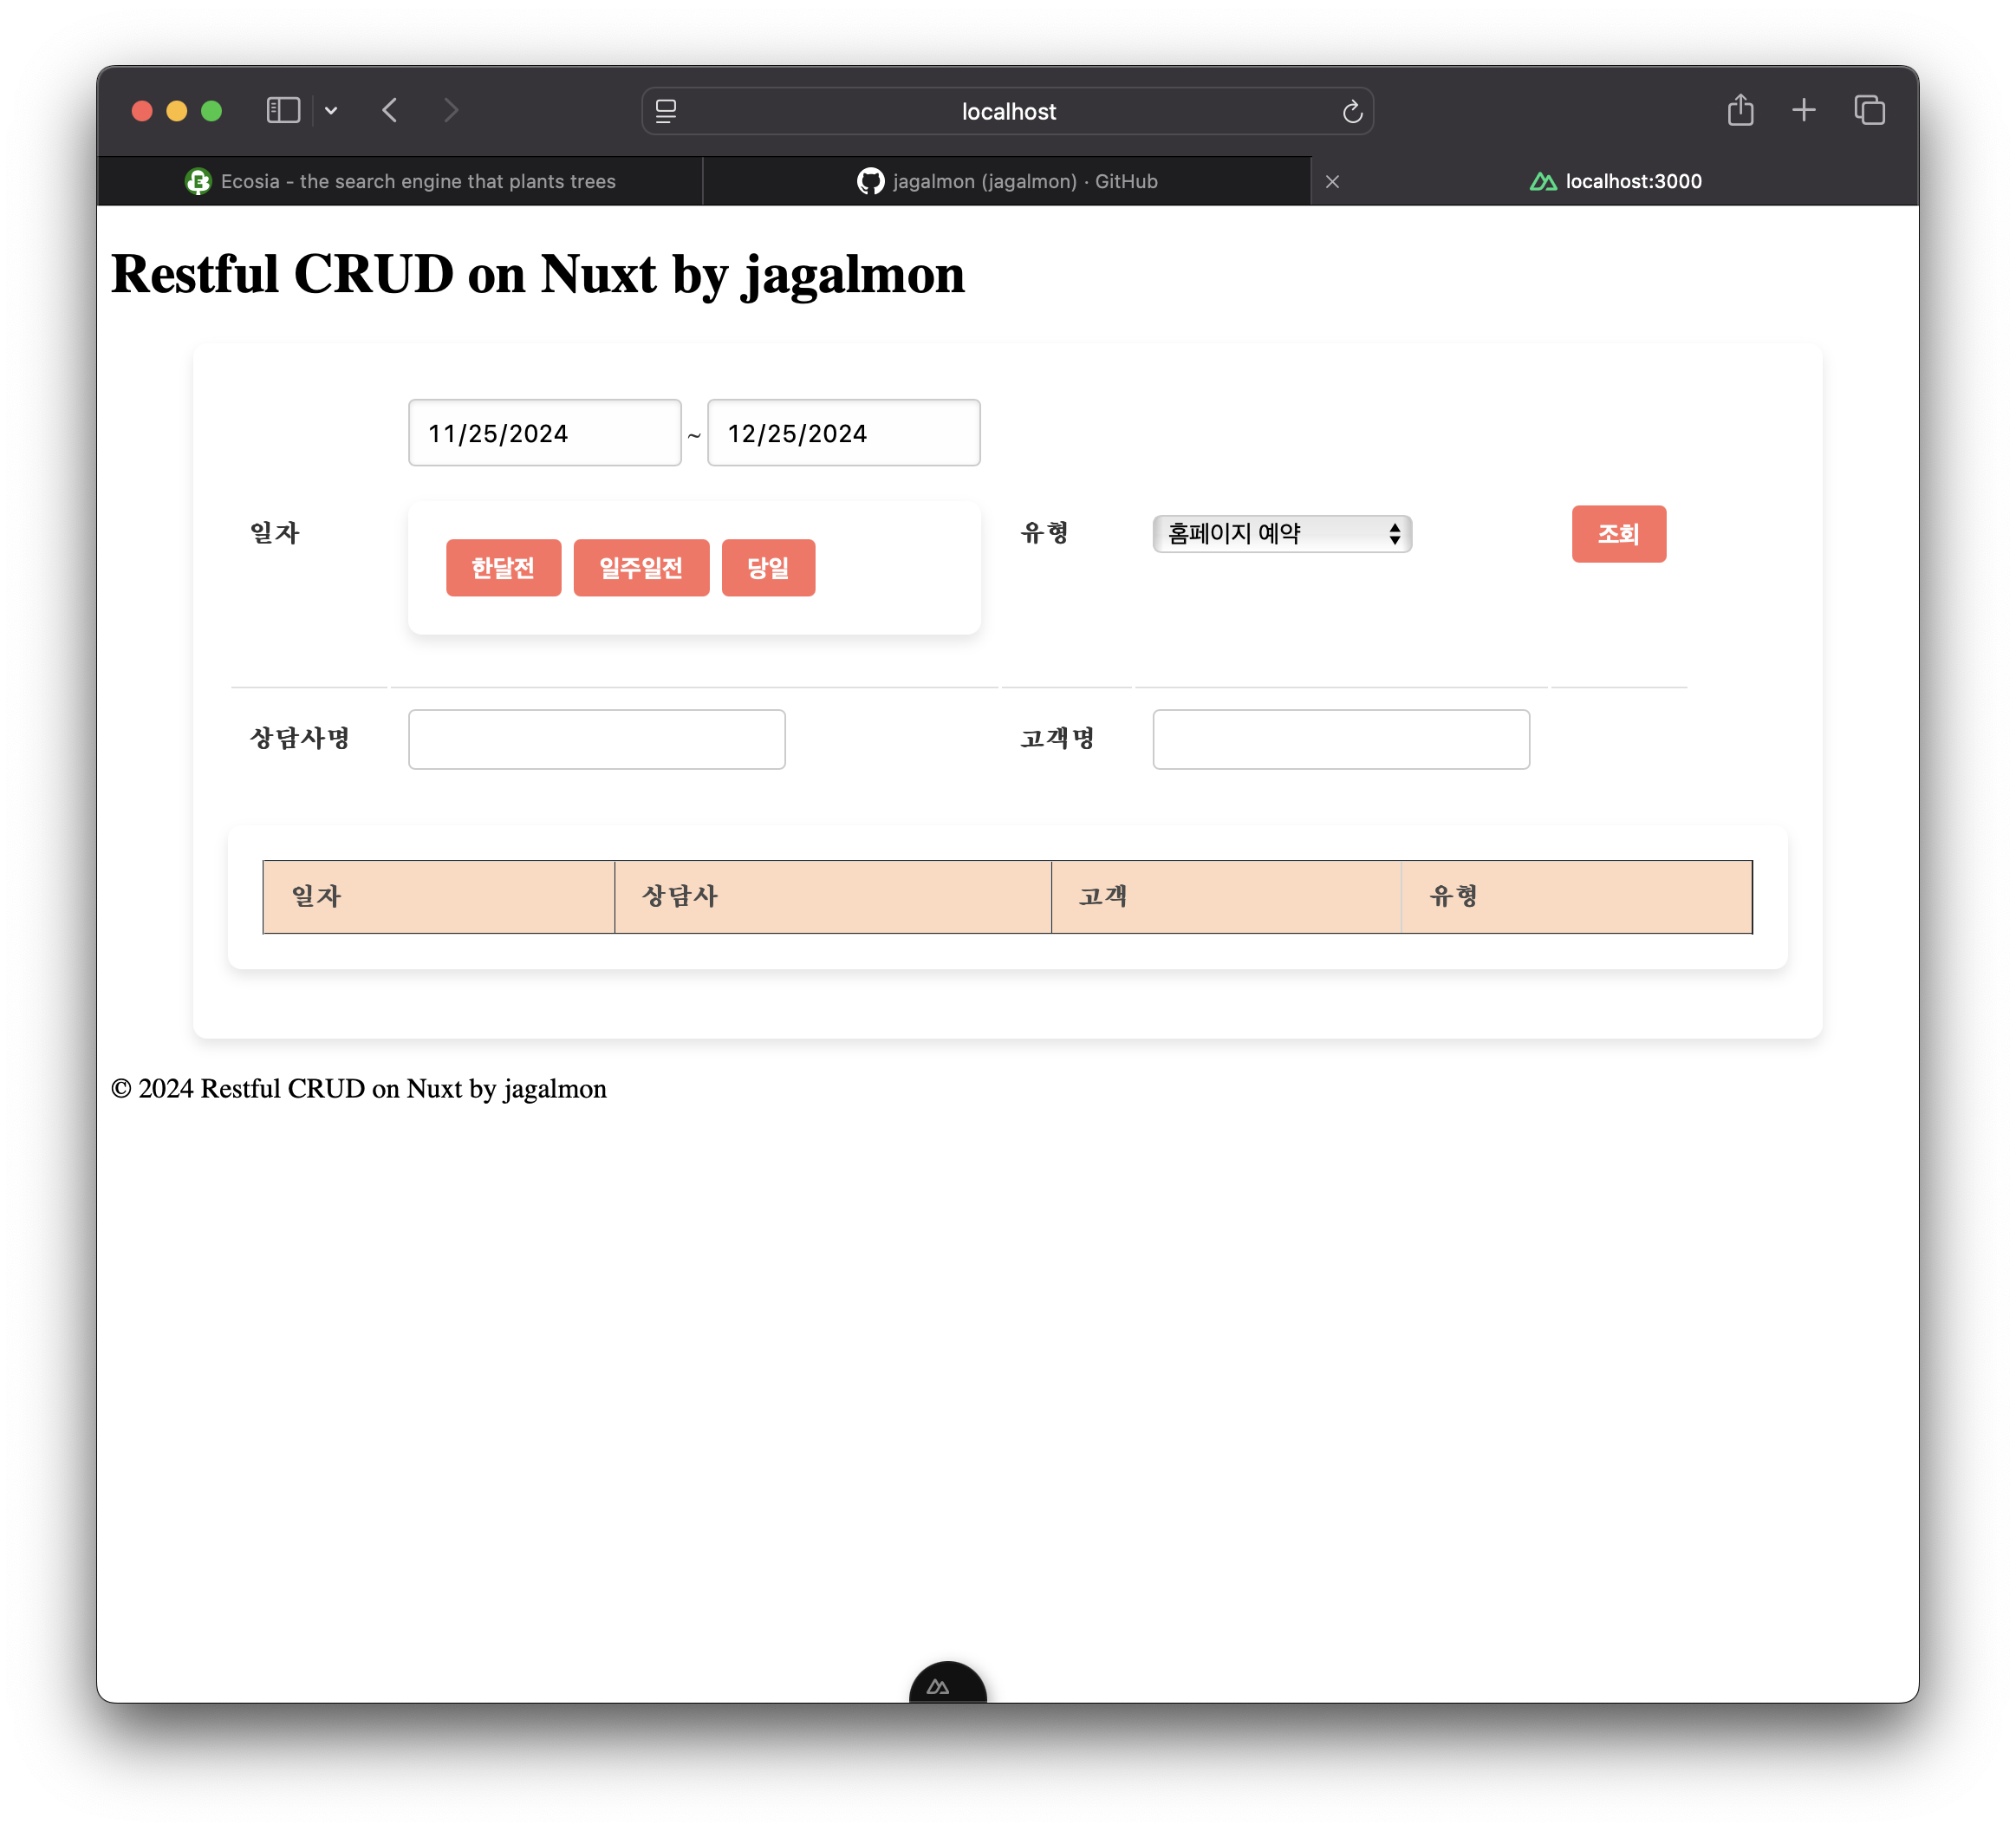 localhost
Ecosia - the search engine that plants trees
jagalmon (jagalmon) · GitHub
localhost:3000
Restful CRUD on Nuxt by jagalmon
11/25/2024 ~ 12/25/2024
일자
한달전 일주일전 당일
유형
홈페이지 예약
조회
상담사명
고객명
일자 상담사 고객 유형
© 2024 Restful CRUD on Nuxt by jagalmon